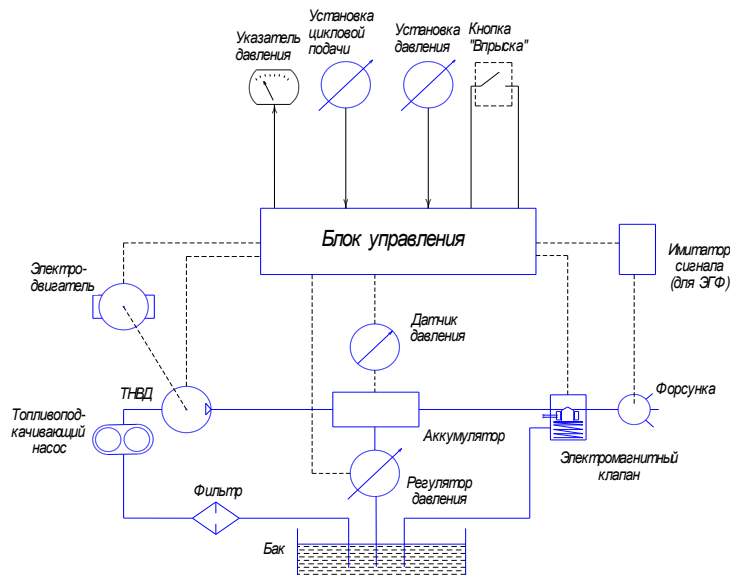 Указатель
давления
Установка
цикловой
подачи
Установка
давления
Кнопка
"Впрыска"
Блок управления
Электро-
двигатель
Имитатор
сигнала
(для ЭГФ)
Датчик
давления
ТНВД
Форсунка
Топливопод-
качивающий
насос
Аккумулятор
Электромагнитный
клапан
Регулятор
давления
Фильтр
Бак